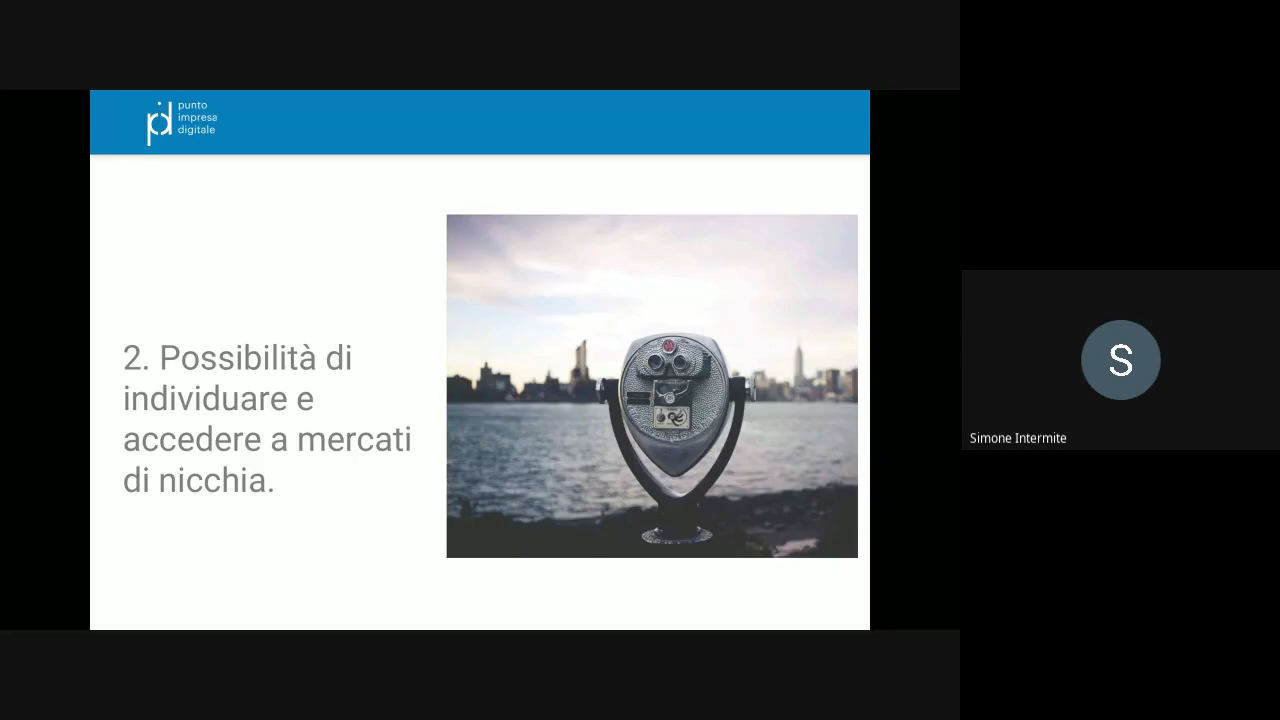 punto
impresa
digitale
2. Possibilità di
individuare e
accedere a mercati
di nicchia.
S
Simone Intermite